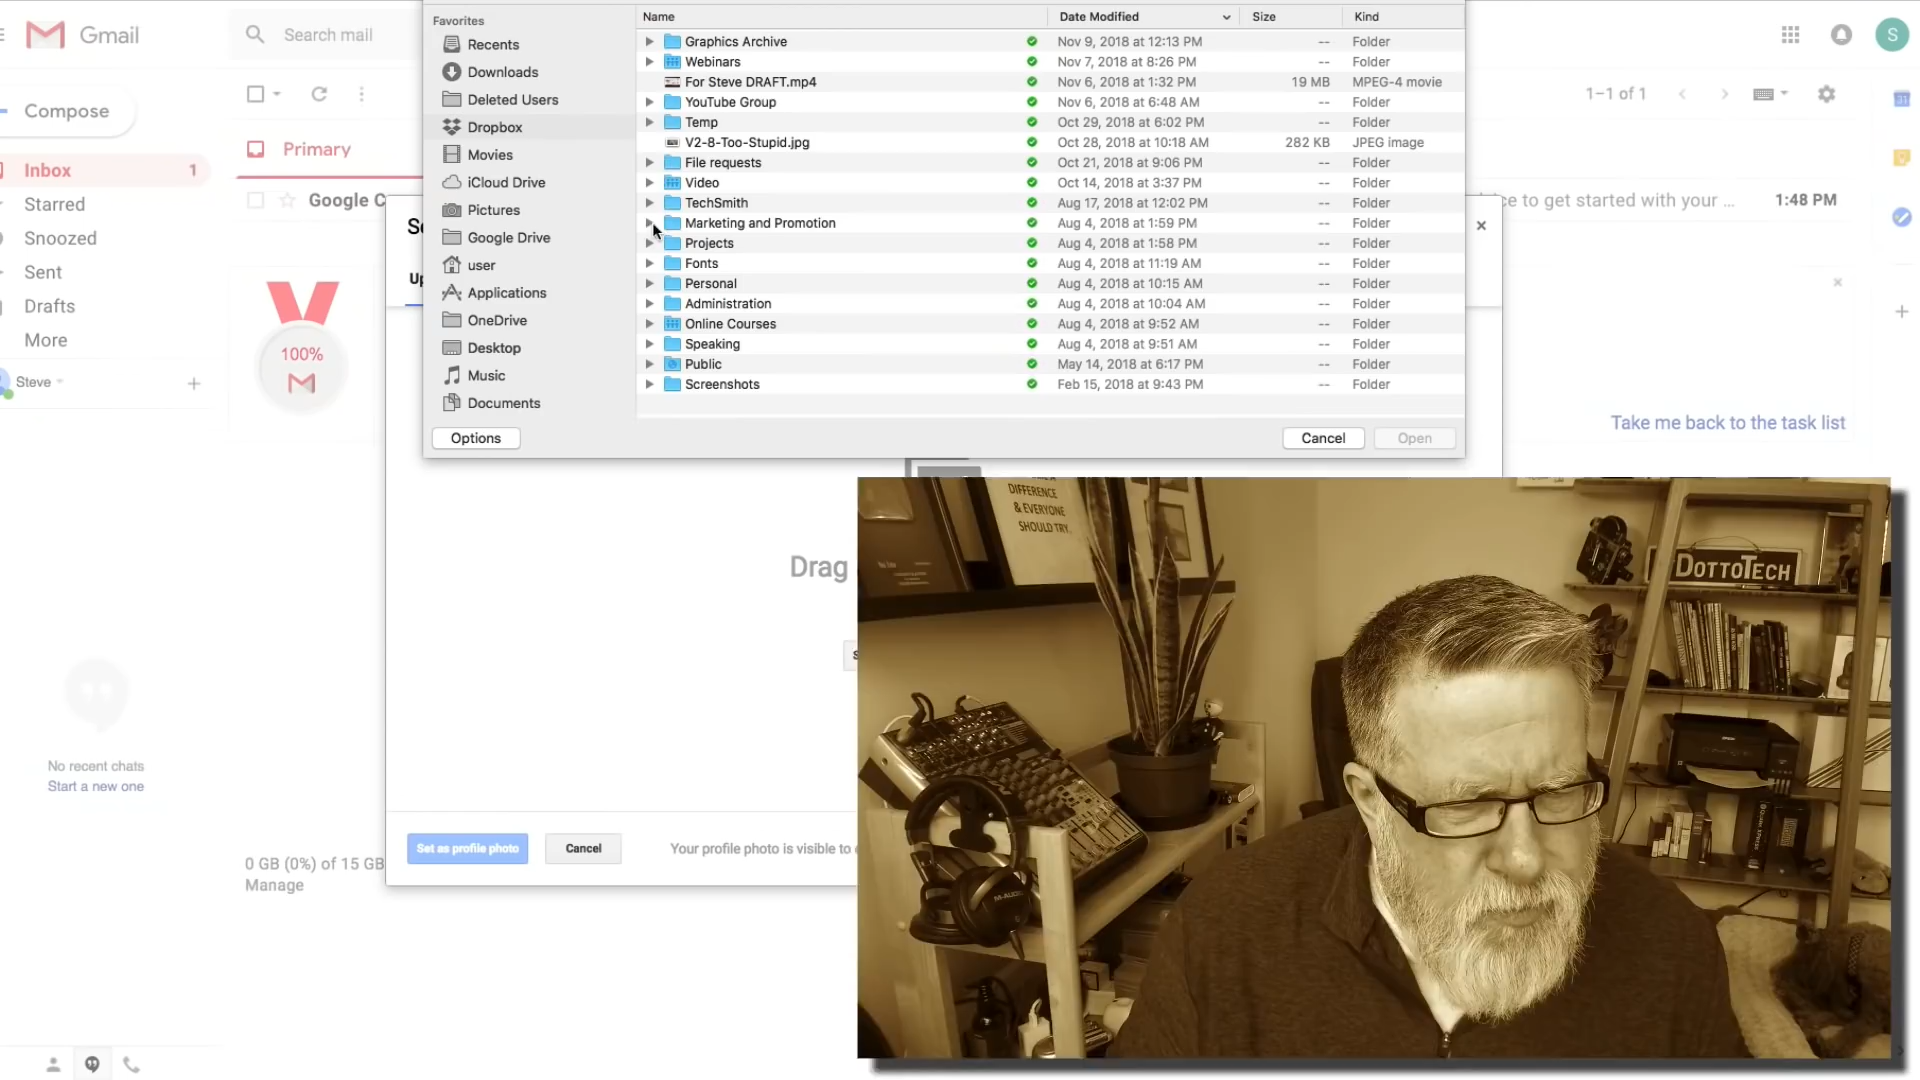 Gmail
Search mail
Compose
Inbox 1
Starred
Snoozed
Sent
Drafts
More
Steve
No recent chats
Start a new one
Primary
1–1 of 1
S
31
Google C
ce to get started with your ...
1:48 PM
100%
Take me back to the task list
0 GB (0%) of 15 GB
Manage
Favorites
Recents
Downloads
Deleted Users
Dropbox
Movies
iCloud Drive
Pictures
Google Drive
user
Applications
OneDrive
Desktop
Music
Documents
Name Date Modified Size Kind
Graphics Archive Nov 9, 2018 at 12:13 PM -- Folder
Webinars Nov 7, 2018 at 8:26 PM -- Folder
For Steve DRAFT.mp4 Nov 6, 2018 at 1:32 PM 19 MB MPEG-4 movie
YouTube Group Nov 6, 2018 at 6:48 AM -- Folder
Temp Oct 29, 2018 at 6:02 PM -- Folder
V2-8-Too-Stupid.jpg Oct 28, 2018 at 10:18 AM 282 KB JPEG image
File requests Oct 21, 2018 at 9:06 PM -- Folder
Video Oct 14, 2018 at 3:37 PM -- Folder
TechSmith Aug 17, 2018 at 12:02 PM -- Folder
Marketing and Promotion Aug 4, 2018 at 1:59 PM -- Folder
Projects Aug 4, 2018 at 1:58 PM -- Folder
Fonts Aug 4, 2018 at 11:19 AM -- Folder
Personal Aug 4, 2018 at 10:15 AM -- Folder
Administration Aug 4, 2018 at 10:04 AM -- Folder
Online Courses Aug 4, 2018 at 9:52 AM -- Folder
Speaking Aug 4, 2018 at 9:51 AM -- Folder
Public May 14, 2018 at 6:17 PM -- Folder
Screenshots Feb 15, 2018 at 9:43 PM -- Folder
Options Cancel Open
Se
Up
Drag
S
Set as profile photo Cancel Your profile photo is visible to e
DIFFERENCE
& EVERYONE
SHOULD TRY.
DOTTOTECH
M-AUDIO